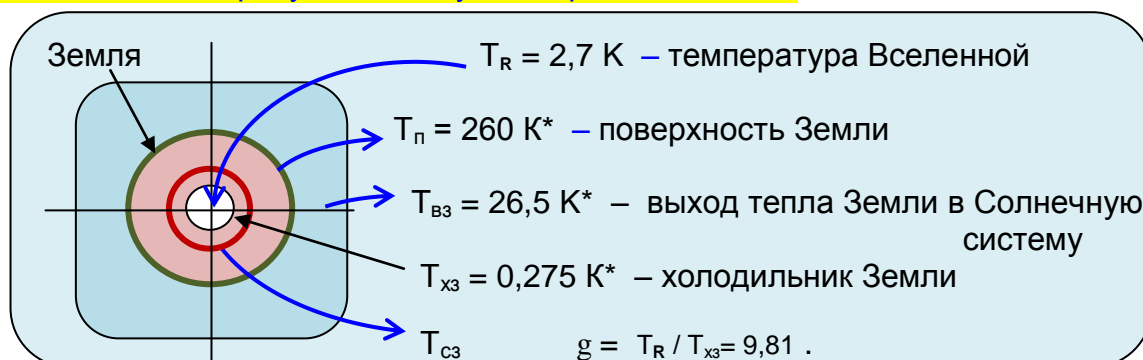 Земля
T_R = 2,7 K – температура Вселенной
T_п = 260 К* – поверхность Земли
T_вз = 26,5 K* – выход тепла Земли в Солнечную
систему
T_хз = 0,275 К* – холодильник Земли
T_сз g = T_R / T_хз= 9,81 .